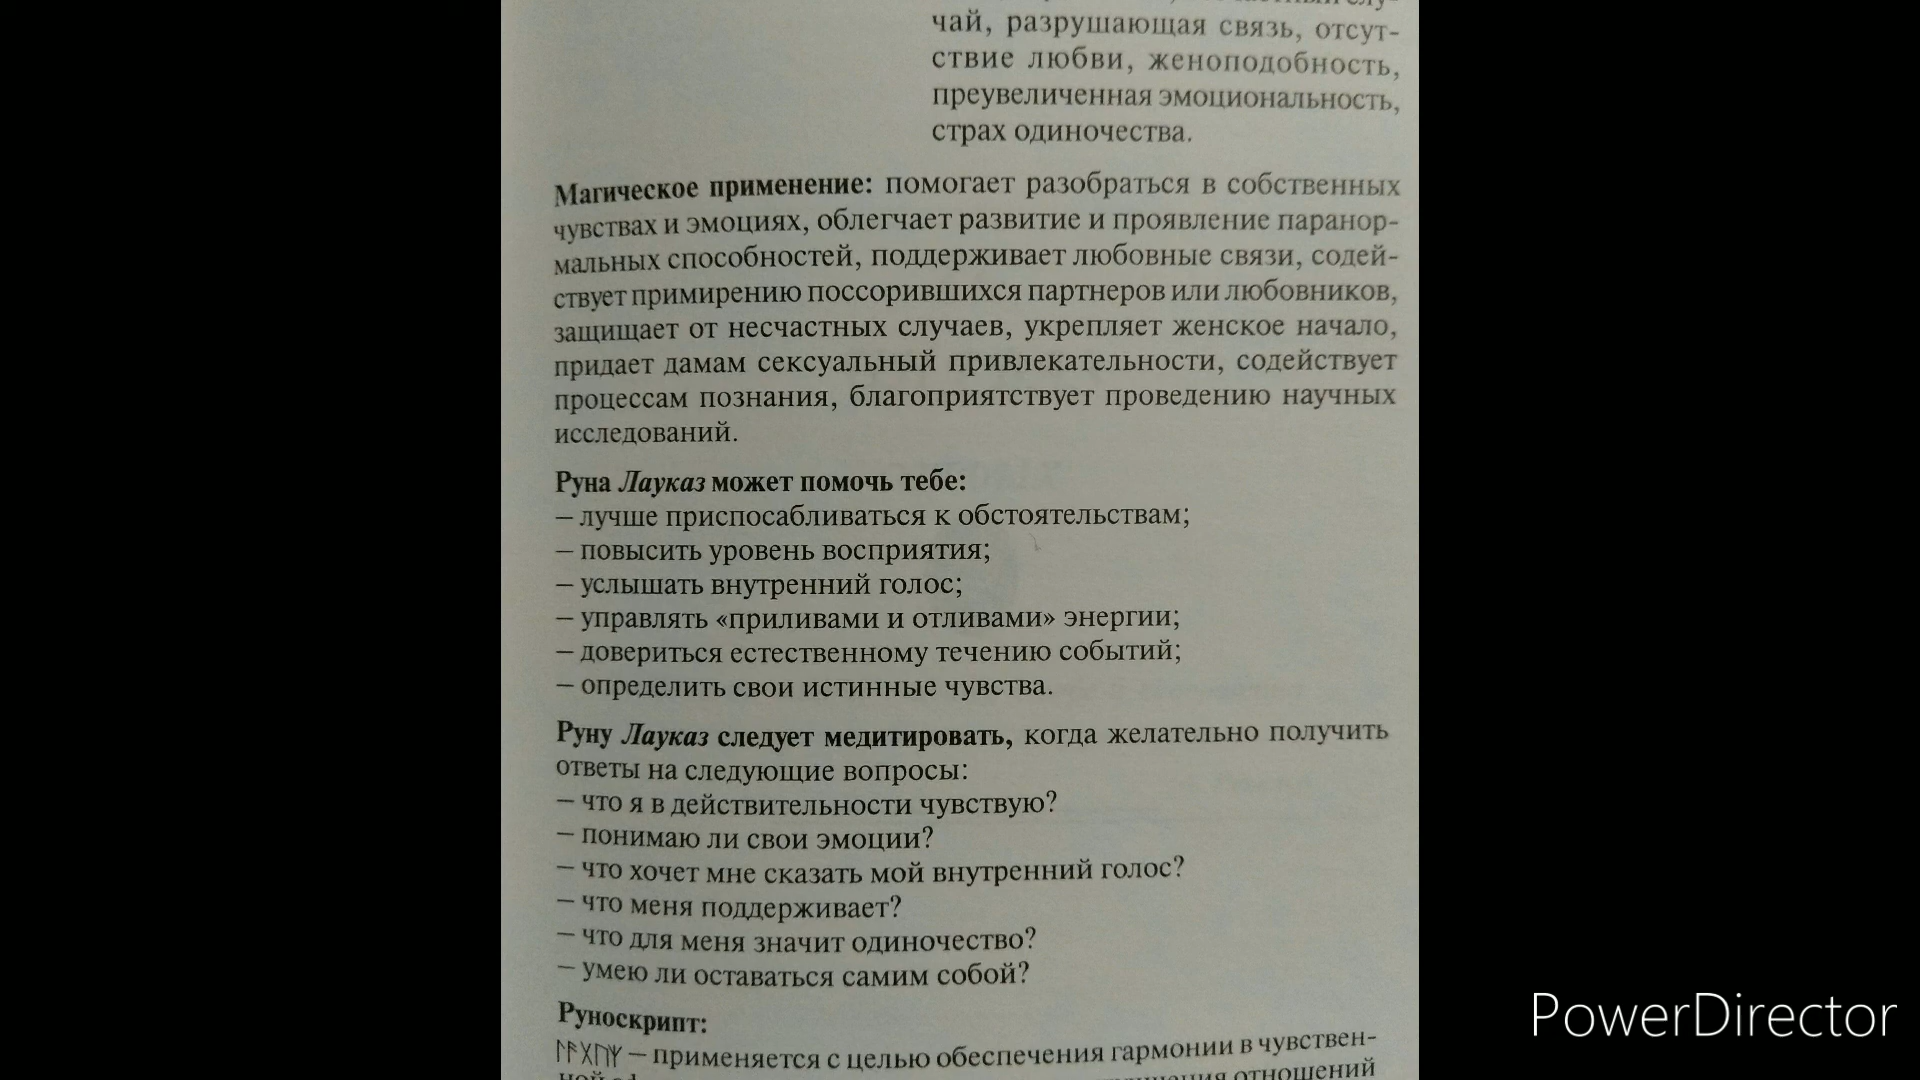 чай, разрушающая связь, отсут-
ствие любви, женоподобность,
преувеличенная эмоциональность,
страх одиночества.
Магическое применение: помогает разобраться в собственных
чувствах и эмоциях, облегчает развитие и проявление паранор-
мальных способностей, поддерживает любовные связи, содей-
ствует примирению поссорившихся партнеров или любовников,
защищает от несчастных случаев, укрепляет женское начало,
придает дамам сексуальный привлекательности, содействует
процессам познания, благоприятствует проведению научных
исследований.
Руна Лауказ может помочь тебе:
– лучше приспосабливаться к обстоятельствам;
– повысить уровень восприятия;
– услышать внутренний голос;
– управлять «приливами и отливами» энергии;
– довериться естественному течению событий;
– определить свои истинные чувства.
Руну Лауказ следует медитировать, когда желательно получить
ответы на следующие вопросы:
– что я в действительности чувствую?
– понимаю ли свои эмоции?
– что хочет мне сказать мой внутренний голос?
– что меня поддерживает?
– что для меня значит одиночество?
– умею ли оставаться самим собой?
Руноскрипт:
ᛚᚨᚷᚢᛉ – применяется с целью обеспечения гармонии в чувствен-
отношений
PowerDirector